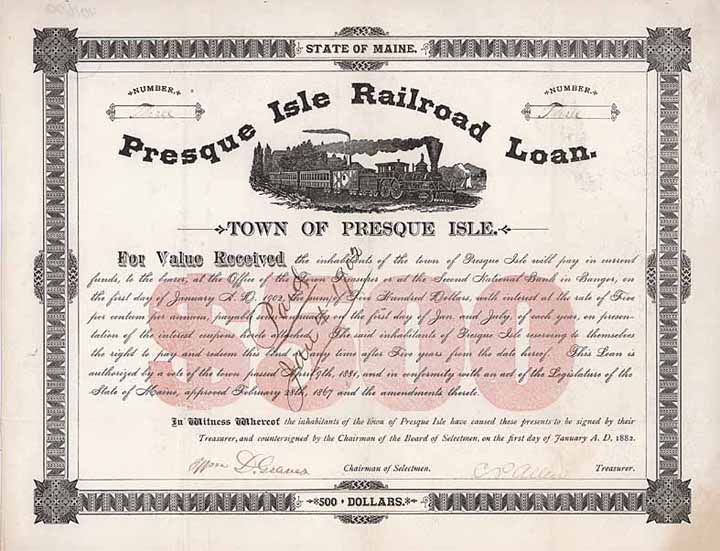 STATE OF MAINE.
NUMBER.
Three
NUMBER.
Three
Presque Isle Railroad Loan.
TOWN OF PRESQUE ISLE.
$500
For Value Received the inhabitants of the town of Presque Isle will pay in current
funds, to the bearer, at the Office of the Town Treasurer or at the Second National Bank in Bangor, on
the first day of January A. D. 1902, the sum of Five Hundred Dollars, with interest at the rate of Five
per centum per annum, payable semi-annually on the first day of Jan. and July, of each year, on presen-
tation of the interest coupons hereto attached. The said inhabitants of Presque Isle reserving to themselves
the right to pay and redeem this Loan at any time after Five years from the date hereof. This Loan is
authorized by a vote of the town passed April 9th, 1881, and in conformity with an act of the Legislature of the
State of Maine, approved February 28th, 1867 and the amendments thereto.
Paid
In Witness Whereof the inhabitants of the town of Presque Isle have caused these presents to be signed by their
Treasurer, and countersigned by the Chairman of the Board of Selectmen, on the first day of January A. D. 1882.
Chairman of Selectmen.
Treasurer.
500 DOLLARS.